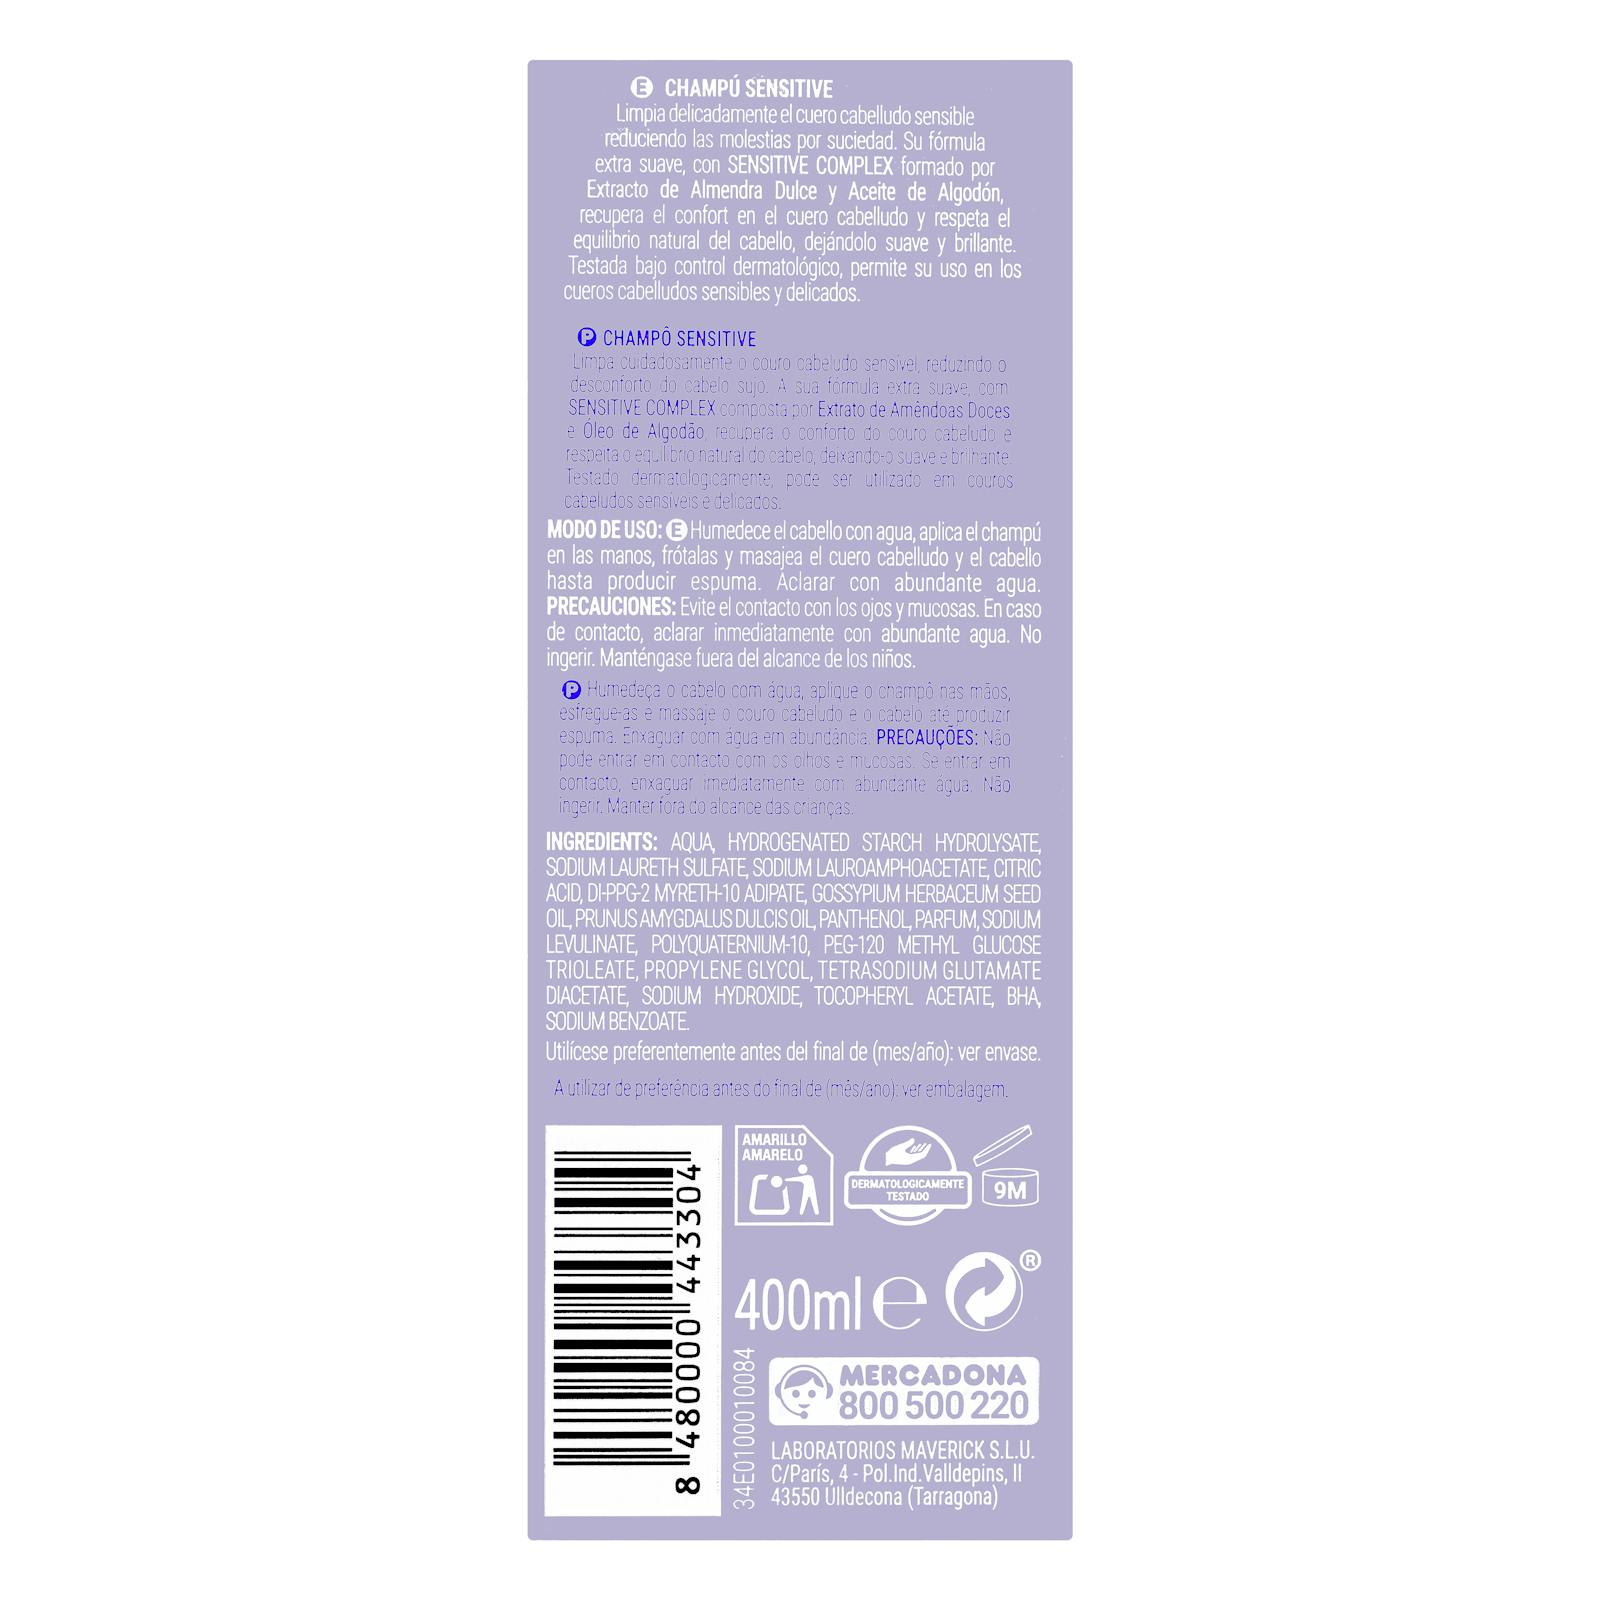 E CHAMPÚ SENSITIVE
Limpia delicadamente el cuero cabelludo sensible
reduciendo las molestias por suciedad. Su fórmula
extra suave, con SENSITIVE COMPLEX formado por
Extracto de Almendra Dulce y Aceite de Algodón,
recupera el confort en el cuero cabelludo y respeta el
equilibrio natural del cabello, dejándolo suave y brillante.
Testada bajo control dermatológico, permite su uso en los
cueros cabelludos sensibles y delicados.
P CHAMPÔ SENSITIVE
Limpa cuidadosamente o couro cabeludo sensível, reduzindo o
desconforto do cabelo sujo. A sua fórmula extra suave, com
SENSITIVE COMPLEX composta por Extrato de Amêndoas Doces
e Óleo de Algodão, recupera o conforto do couro cabeludo e
respeita o equilíbrio natural do cabelo, deixando-o suave e brilhante.
Testado dermatologicamente, pode ser utilizado em couros
cabeludos sensíveis e delicados.
MODO DE USO: E Humedece el cabello con agua, aplica el champú
en las manos, frótalas y masajea el cuero cabelludo y el cabello
hasta producir espuma. Aclarar con abundante agua.
PRECAUCIONES: Evite el contacto con los ojos y mucosas. En caso
de contacto, aclarar inmediatamente con abundante agua. No
ingerir. Manténgase fuera del alcance de los niños.
P Humedeça o cabelo com água, aplique o champô nas mãos,
esfregue-as e massaje o couro cabeludo e o cabelo até produzir
espuma. Enxaguar com água em abundância. PRECAUÇÕES: Não
pode entrar em contacto com os olhos e mucosas. Se entrar em
contacto, enxaguar imediatamente com abundante água. Não
ingerir. Manter fora do alcance das crianças.
INGREDIENTS: AQUA, HYDROGENATED STARCH HYDROLYSATE,
SODIUM LAURETH SULFATE, SODIUM LAUROAMPHOACETATE, CITRIC
ACID, DI-PPG-2 MYRETH-10 ADIPATE, GOSSYPIUM HERBACEUM SEED
OIL, PRUNUS AMYGDALUS DULCIS OIL, PANTHENOL, PARFUM, SODIUM
LEVULINATE, POLYQUATERNIUM-10, PEG-120 METHYL GLUCOSE
TRIOLEATE, PROPYLENE GLYCOL, TETRASODIUM GLUTAMATE
DIACETATE, SODIUM HYDROXIDE, TOCOPHERYL ACETATE, BHA,
SODIUM BENZOATE.
Utilícese preferentemente antes del final de (mes/año): ver envase.
A utilizar de preferência antes do final de (mês/ano): ver embalagem.
8 480000 443304
AMARILLO
AMARELO
DERMATOLOGICAMENTE
TESTADO
9M
400ml e
®
34E0100010084
MERCADONA
800 500 220
LABORATORIOS MAVERICK S.L.U.
C/París, 4 - Pol.Ind.Valldepins, II
43550 Ulldecona (Tarragona)